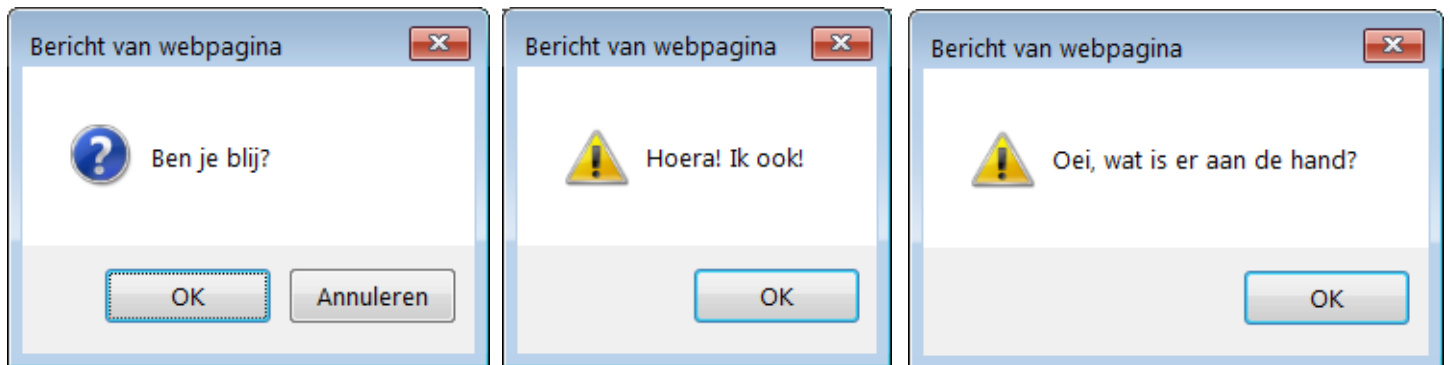 Bericht van webpagina
Ben je blij?
OK
Annuleren
Bericht van webpagina
Hoera! Ik ook!
OK
Bericht van webpagina
Oei, wat is er aan de hand?
OK